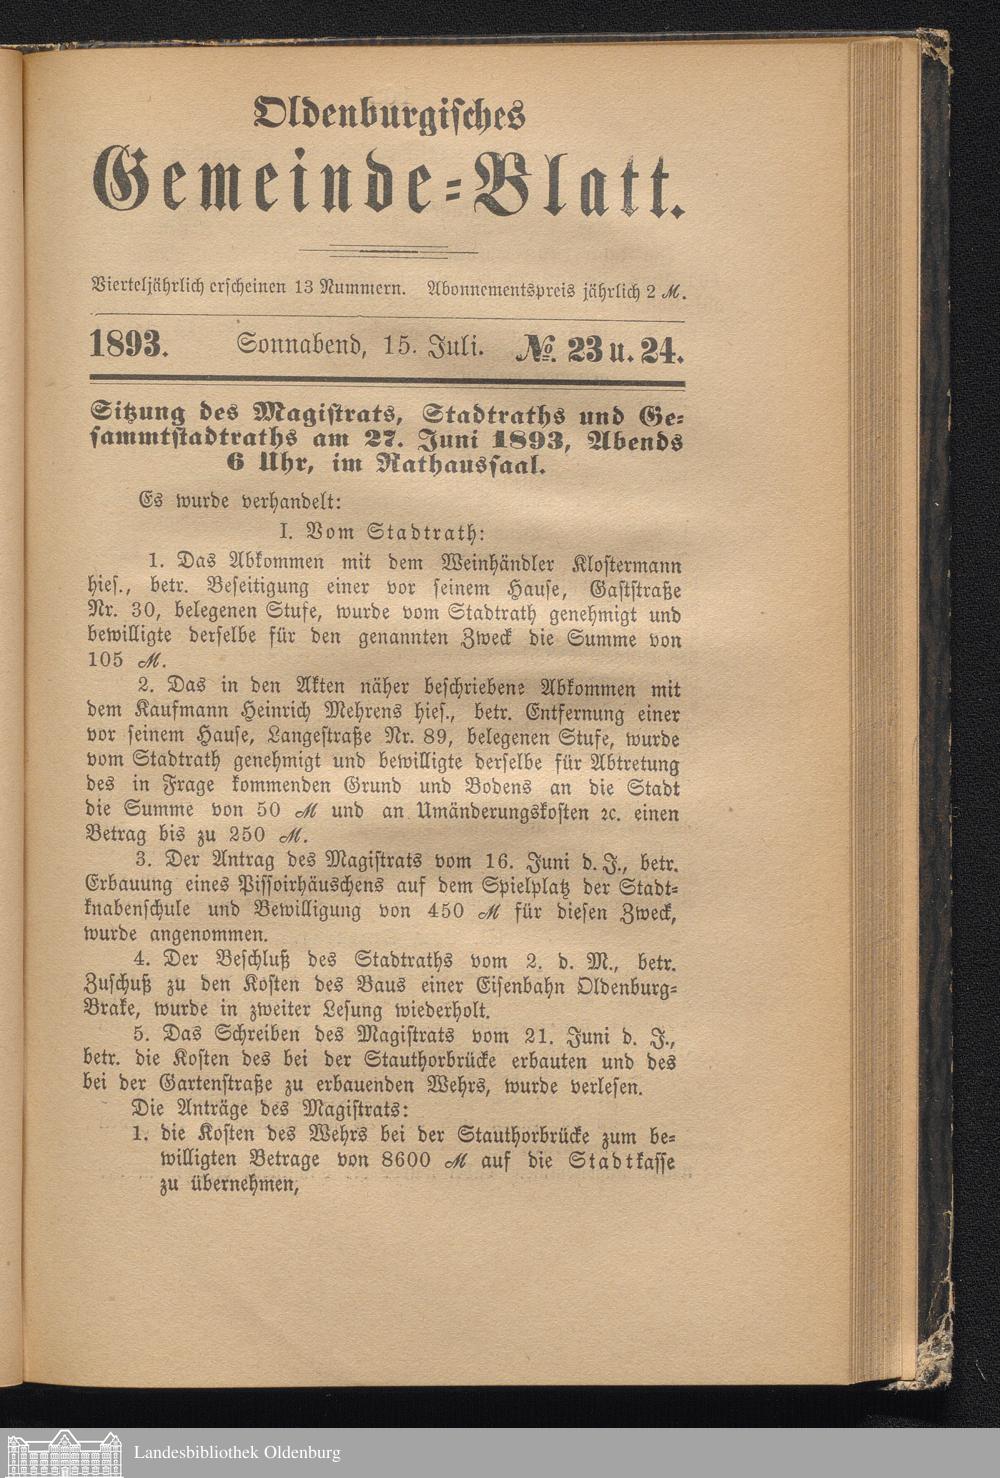 Oldenburgisches
Gemeinde=Blatt.
Vierteljährlich erscheinen 13 Nummern. Abonnementspreis jährlich 2 ℳ.
1893. Sonnabend, 15. Juli. №. 23 u. 24.
Sitzung des Magistrats, Stadtraths und Ge=
sammtstadtraths am 27. Juni 1893, Abends
6 Uhr, im Rathaussaal.
Es wurde verhandelt:
I. Vom Stadtrath:
1. Das Abkommen mit dem Weinhändler Klostermann
hies., betr. Beseitigung einer vor seinem Hause, Gaststraße
Nr. 30, belegenen Stufe, wurde vom Stadtrath genehmigt und
bewilligte derselbe für den genannten Zweck die Summe von
105 ℳ.
2. Das in den Akten näher beschriebene Abkommen mit
dem Kaufmann Heinrich Mehrens hies., betr. Entfernung einer
vor seinem Hause, Langestraße Nr. 89, belegenen Stufe, wurde
vom Stadtrath genehmigt und bewilligte derselbe für Abtretung
des in Frage kommenden Grund und Bodens an die Stadt
die Summe von 50 ℳ und an Umänderungskosten ꝛc. einen
Betrag bis zu 250 ℳ.
3. Der Antrag des Magistrats vom 16. Juni d. J., betr.
Erbauung eines Pissoirhäuschens auf dem Spielplatz der Stadt=
knabenschule und Bewilligung von 450 ℳ für diesen Zweck,
wurde angenommen.
4. Der Beschluß des Stadtraths vom 2. d. M., betr.
Zuschuß zu den Kosten des Baus einer Eisenbahn Oldenburg=
Brake, wurde in zweiter Lesung wiederholt.
5. Das Schreiben des Magistrats vom 21. Juni d. J.,
betr. die Kosten des bei der Stauthorbrücke erbauten und des
bei der Gartenstraße zu erbauenden Wehrs, wurde verlesen.
Die Anträge des Magistrats:
1. die Kosten des Wehrs bei der Stauthorbrücke zum be=
willigten Betrage von 8600 ℳ auf die Stadtkasse
zu übernehmen,
Landesbibliothek Oldenburg